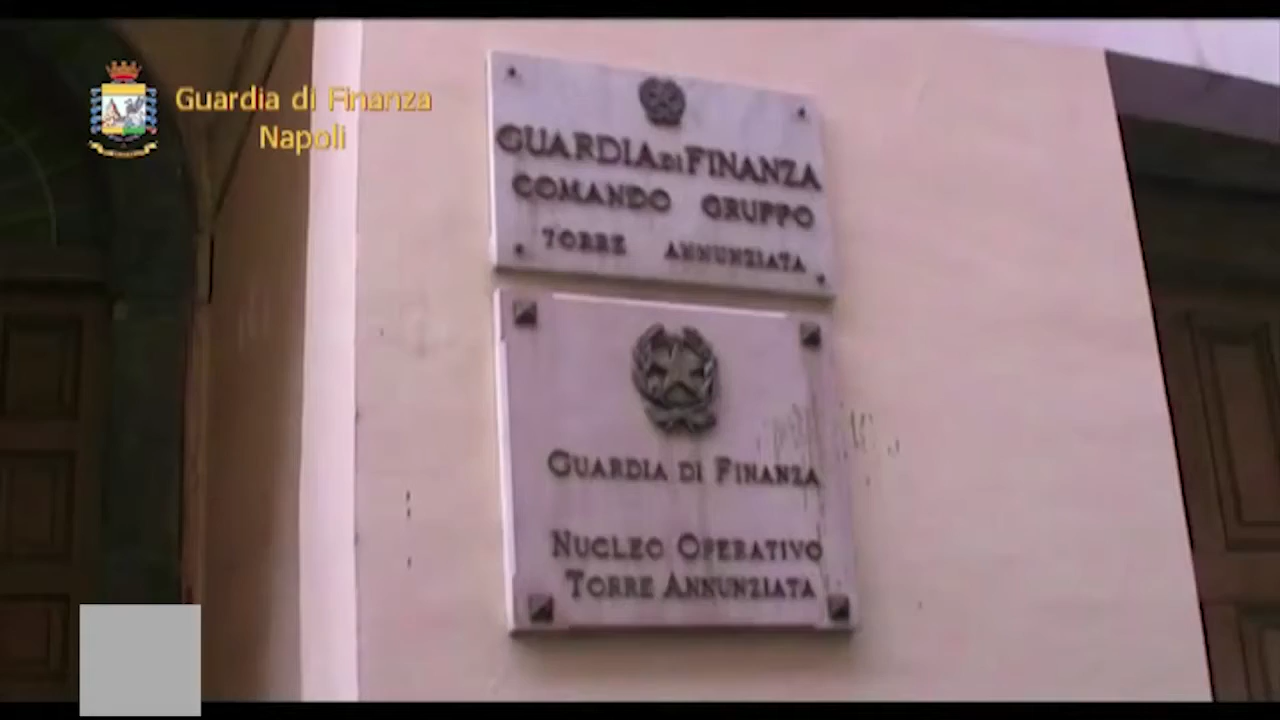 Guardia di Finanza
Napoli
GUARDIA di FINANZA
COMANDO GRUPPO
TORRE ANNUNZIATA
GUARDIA DI FINANZA
NUCLEO OPERATIVO
TORRE ANNUNZIATA